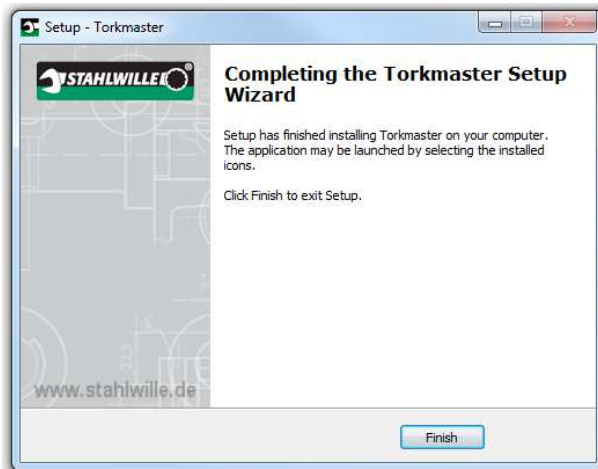 Setup - Torkmaster
STAHLWILLE
Completing the Torkmaster Setup
Wizard
Setup has finished installing Torkmaster on your computer.
The application may be launched by selecting the installed
icons.
Click Finish to exit Setup.
www.stahlwille.de
Finish